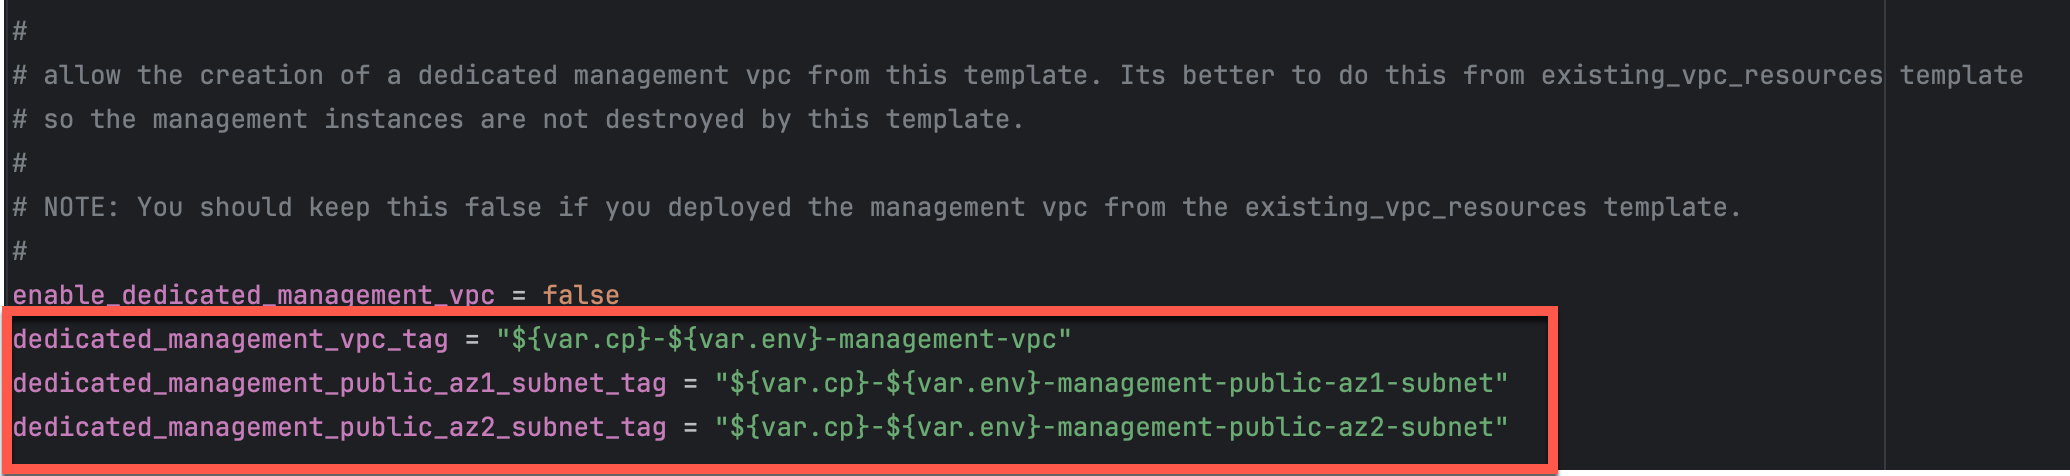 #
# allow the creation of a dedicated management vpc from this template. Its better to do this from existing_vpc_resources template
# so the management instances are not destroyed by this template.
#
# NOTE: You should keep this false if you deployed the management vpc from the existing_vpc_resources template.
#
enable_dedicated_management_vpc = false
dedicated_management_vpc_tag = "${var.cp}-${var.env}-management-vpc"
dedicated_management_public_az1_subnet_tag = "${var.cp}-${var.env}-management-public-az1-subnet"
dedicated_management_public_az2_subnet_tag = "${var.cp}-${var.env}-management-public-az2-subnet"